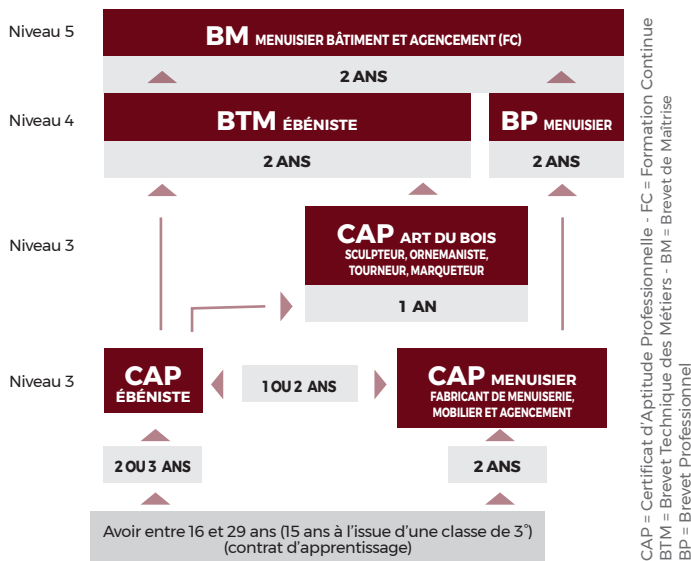 Niveau 5
BM MENUISIER BÂTIMENT ET AGENCEMENT (FC)
2 ANS
Niveau 4
BTM ÉBÉNISTE
2 ANS
BP MENUISIER
2 ANS
Niveau 3
CAP ART DU BOIS
SCULPTEUR, ORNEMANISTE,
TOURNEUR, MARQUETEUR
1 AN
Niveau 3
CAP
ÉBÉNISTE
1 OU 2 ANS
CAP MENUISIER
FABRICANT DE MENUISERIE,
MOBILIER ET AGENCEMENT
2 OU 3 ANS
2 ANS
Avoir entre 16 et 29 ans (15 ans à l'issue d'une classe de 3°)
(contrat d'apprentissage)
CAP = Certificat d'Aptitude Professionnelle - FC = Formation Continue
BTM = Brevet Technique des Métiers - BM = Brevet de Maîtrise
BP = Brevet Professionnel